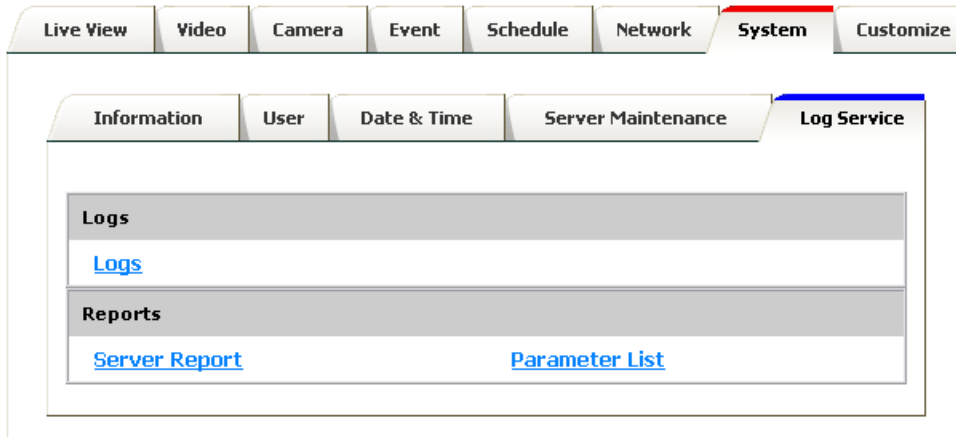 Live View Video Camera Event Schedule Network System Customize
Information User Date & Time Server Maintenance Log Service
Logs
Logs
Reports
Server Report Parameter List